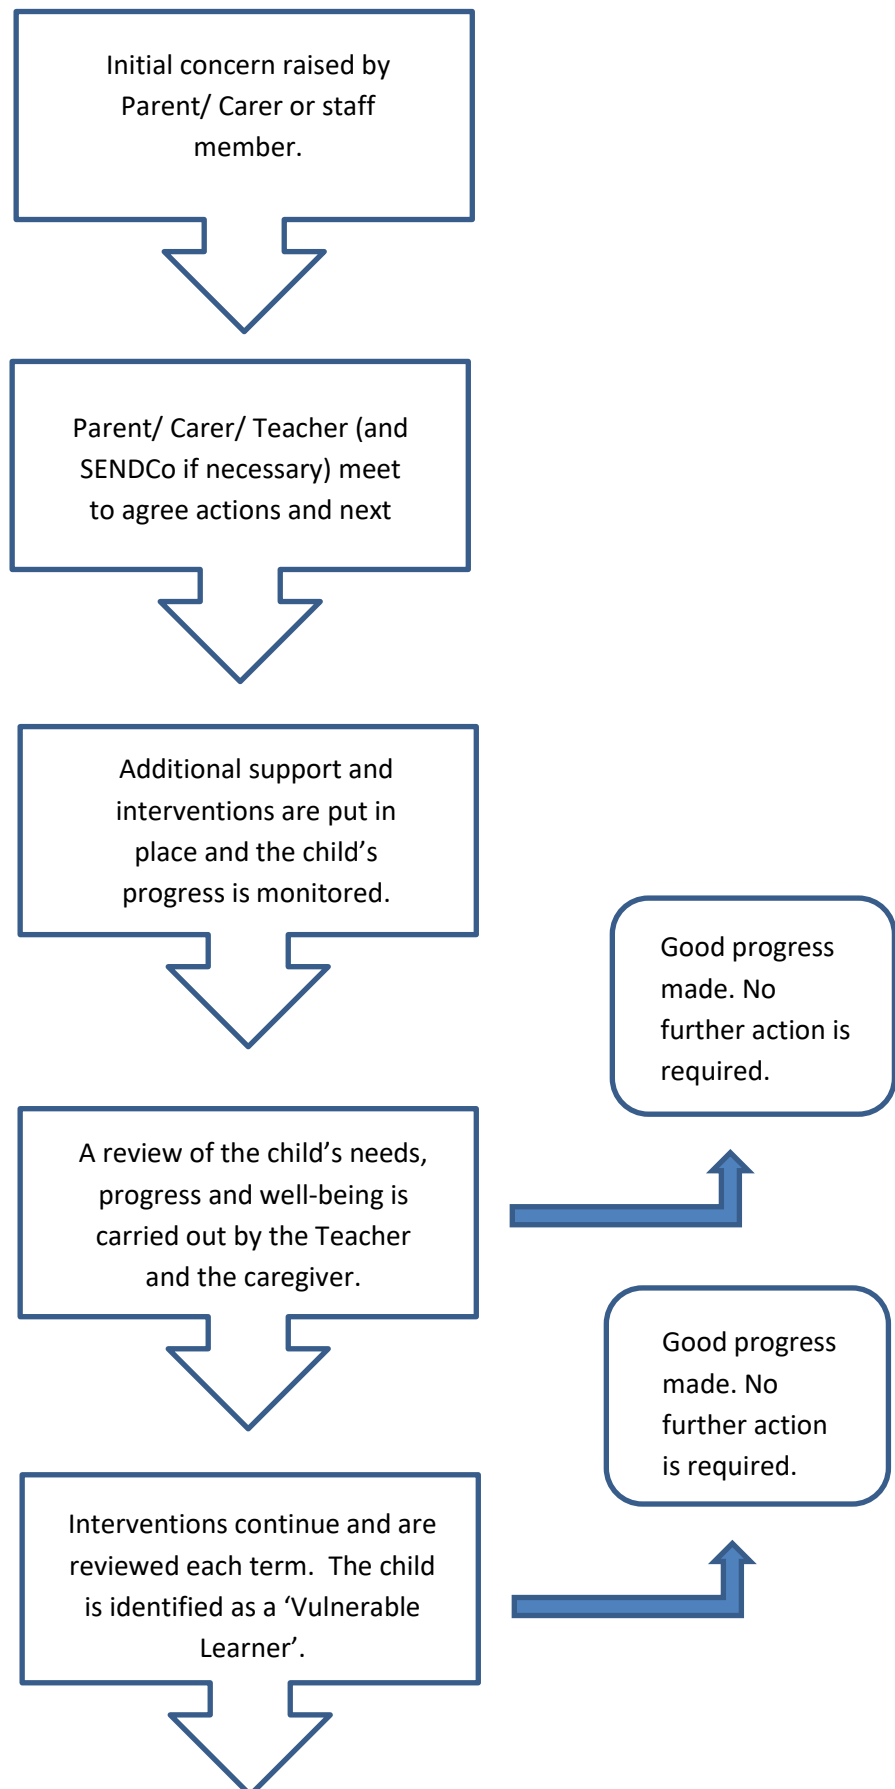 Initial concern raised by
Parent/ Carer or staff
member.
Parent/ Carer/ Teacher (and
SENDCo if necessary) meet
to agree actions and next
Additional support and
interventions are put in
place and the child’s
progress is monitored.
Good progress
made. No
further action is
required.
A review of the child’s needs,
progress and well-being is
carried out by the Teacher
and the caregiver.
Good progress
made. No
further action
is required.
Interventions continue and are
reviewed each term.  The child
is identified as a ‘Vulnerable
Learner’.